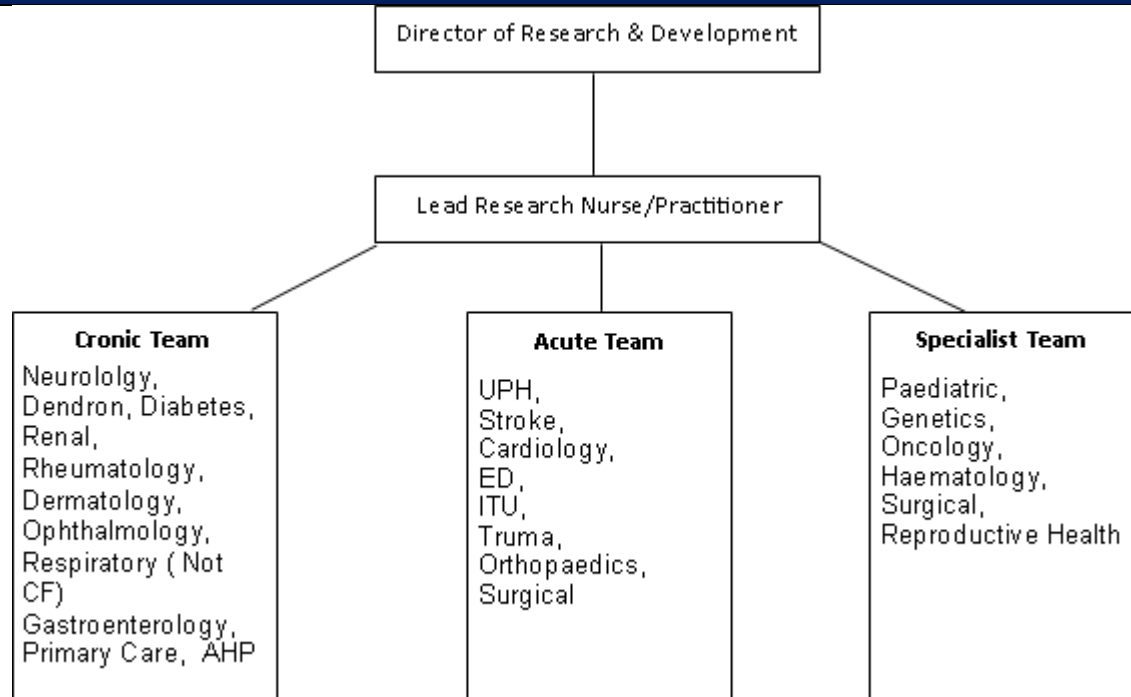 Director of Research & Development
Lead Research Nurse/Practitioner
Cronic Team
Neurololgy,
Dendron, Diabetes,
Renal,
Rheumatology,
Dermatology,
Ophthalmology,
Respiratory ( Not
CF)
Gastroenterology,
Primary Care, AHP
Acute Team
UPH,
Stroke,
Cardiology,
ED,
ITU,
Truma,
Orthopaedics,
Surgical
Specialist Team
Paediatric,
Genetics,
Oncology,
Haematology,
Surgical,
Reproductive Health